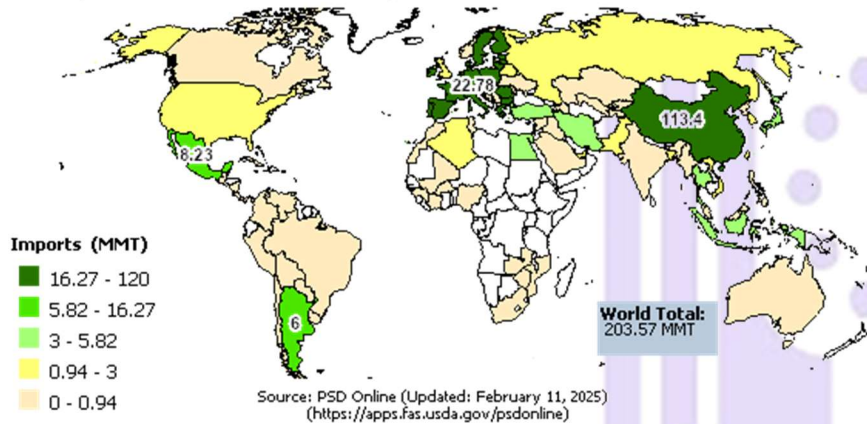 22.78
113.4
8.23
6
Imports (MMT)
16.27 - 120
5.82 - 16.27
3 - 5.82
0.94 - 3
0 - 0.94
World Total:
203.57 MMT
Source: PSD Online (Updated: February 11, 2025)
(https://apps.fas.usda.gov/psdonline)